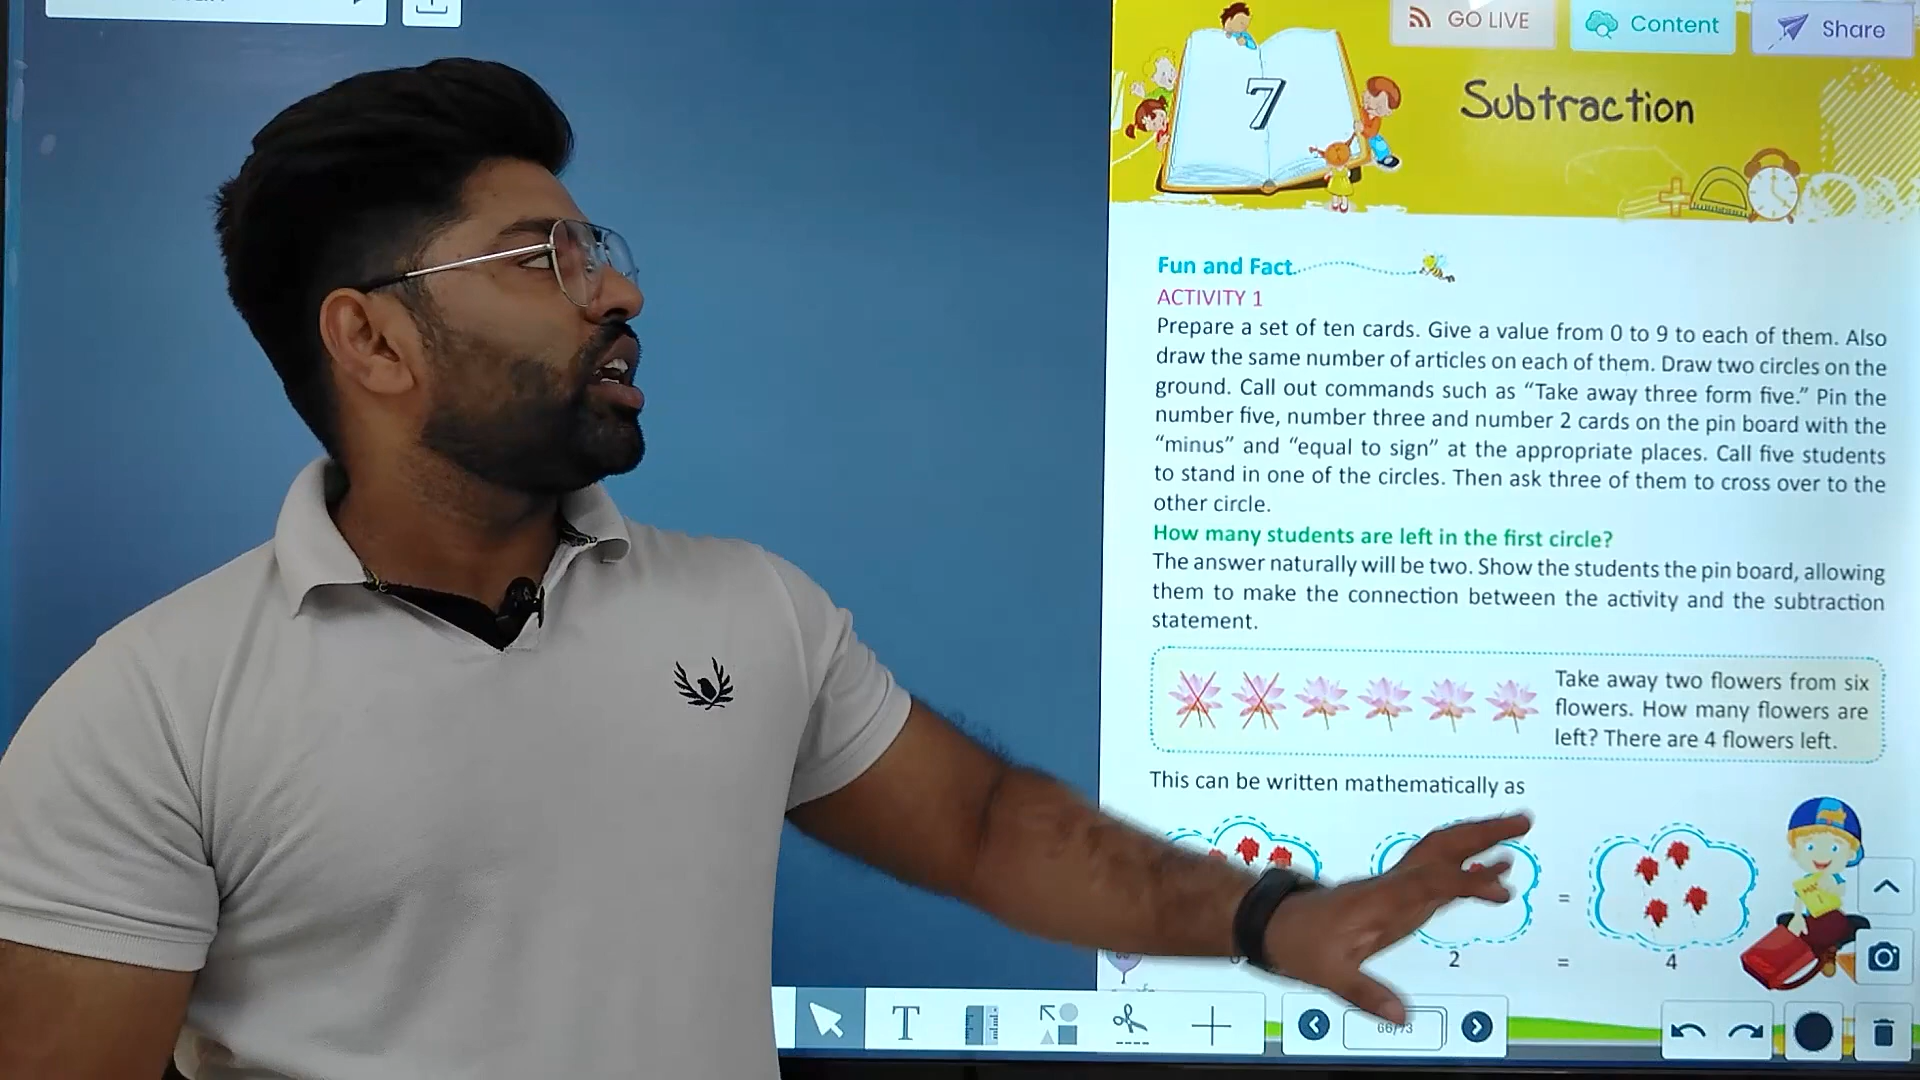 GO LIVE
Content
Share
7
Subtraction
Fun and Fact
ACTIVITY 1
Prepare a set of ten cards. Give a value from 0 to 9 to each of them. Also
draw the same number of articles on each of them. Draw two circles on the
ground. Call out commands such as “Take away three form five.” Pin the
number five, number three and number 2 cards on the pin board with the
“minus” and “equal to sign” at the appropriate places. Call five students
to stand in one of the circles. Then ask three of them to cross over to the
other circle.
How many students are left in the first circle?
The answer naturally will be two. Show the students the pin board, allowing
them to make the connection between the activity and the subtraction
statement.
Take away two flowers from six
flowers. How many flowers are
left? There are 4 flowers left.
This can be written mathematically as
=
2 = 4
T
66/73